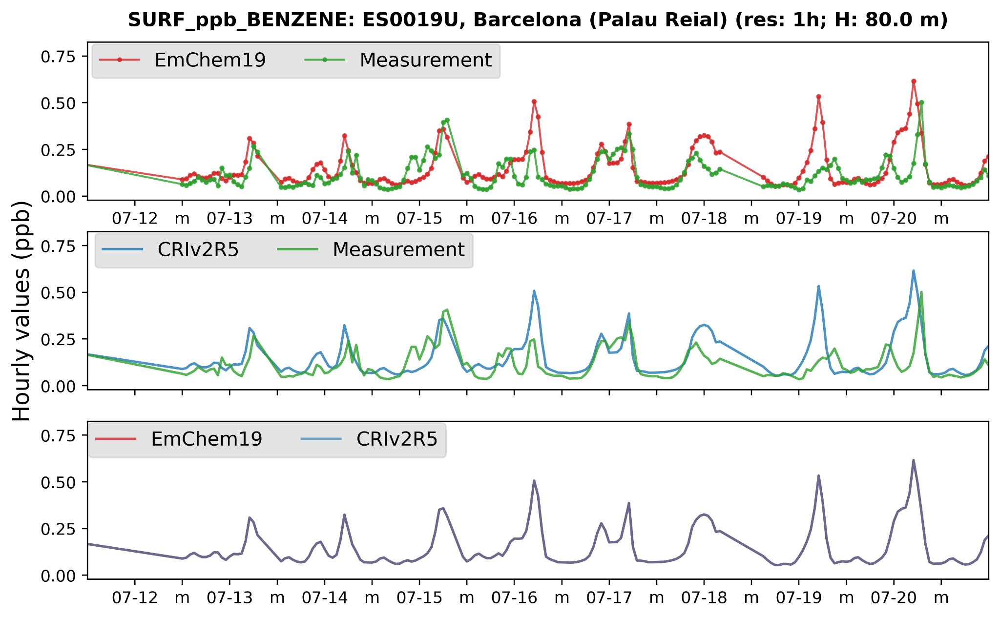 SURF_ppb_BENZENE: ES0019U, Barcelona (Palau Reial) (res: 1h; H: 80.0 m)
Hourly values (ppb)
EmChem19 Measurement
0.75
0.50
0.25
0.00
07-12 m 07-13 m 07-14 m 07-15 m 07-16 m 07-17 m 07-18 m 07-19 m 07-20 m
CRIv2R5 Measurement
0.75
0.50
0.25
0.00
EmChem19 CRIv2R5
0.75
0.50
0.25
0.00
07-12 m 07-13 m 07-14 m 07-15 m 07-16 m 07-17 m 07-18 m 07-19 m 07-20 m